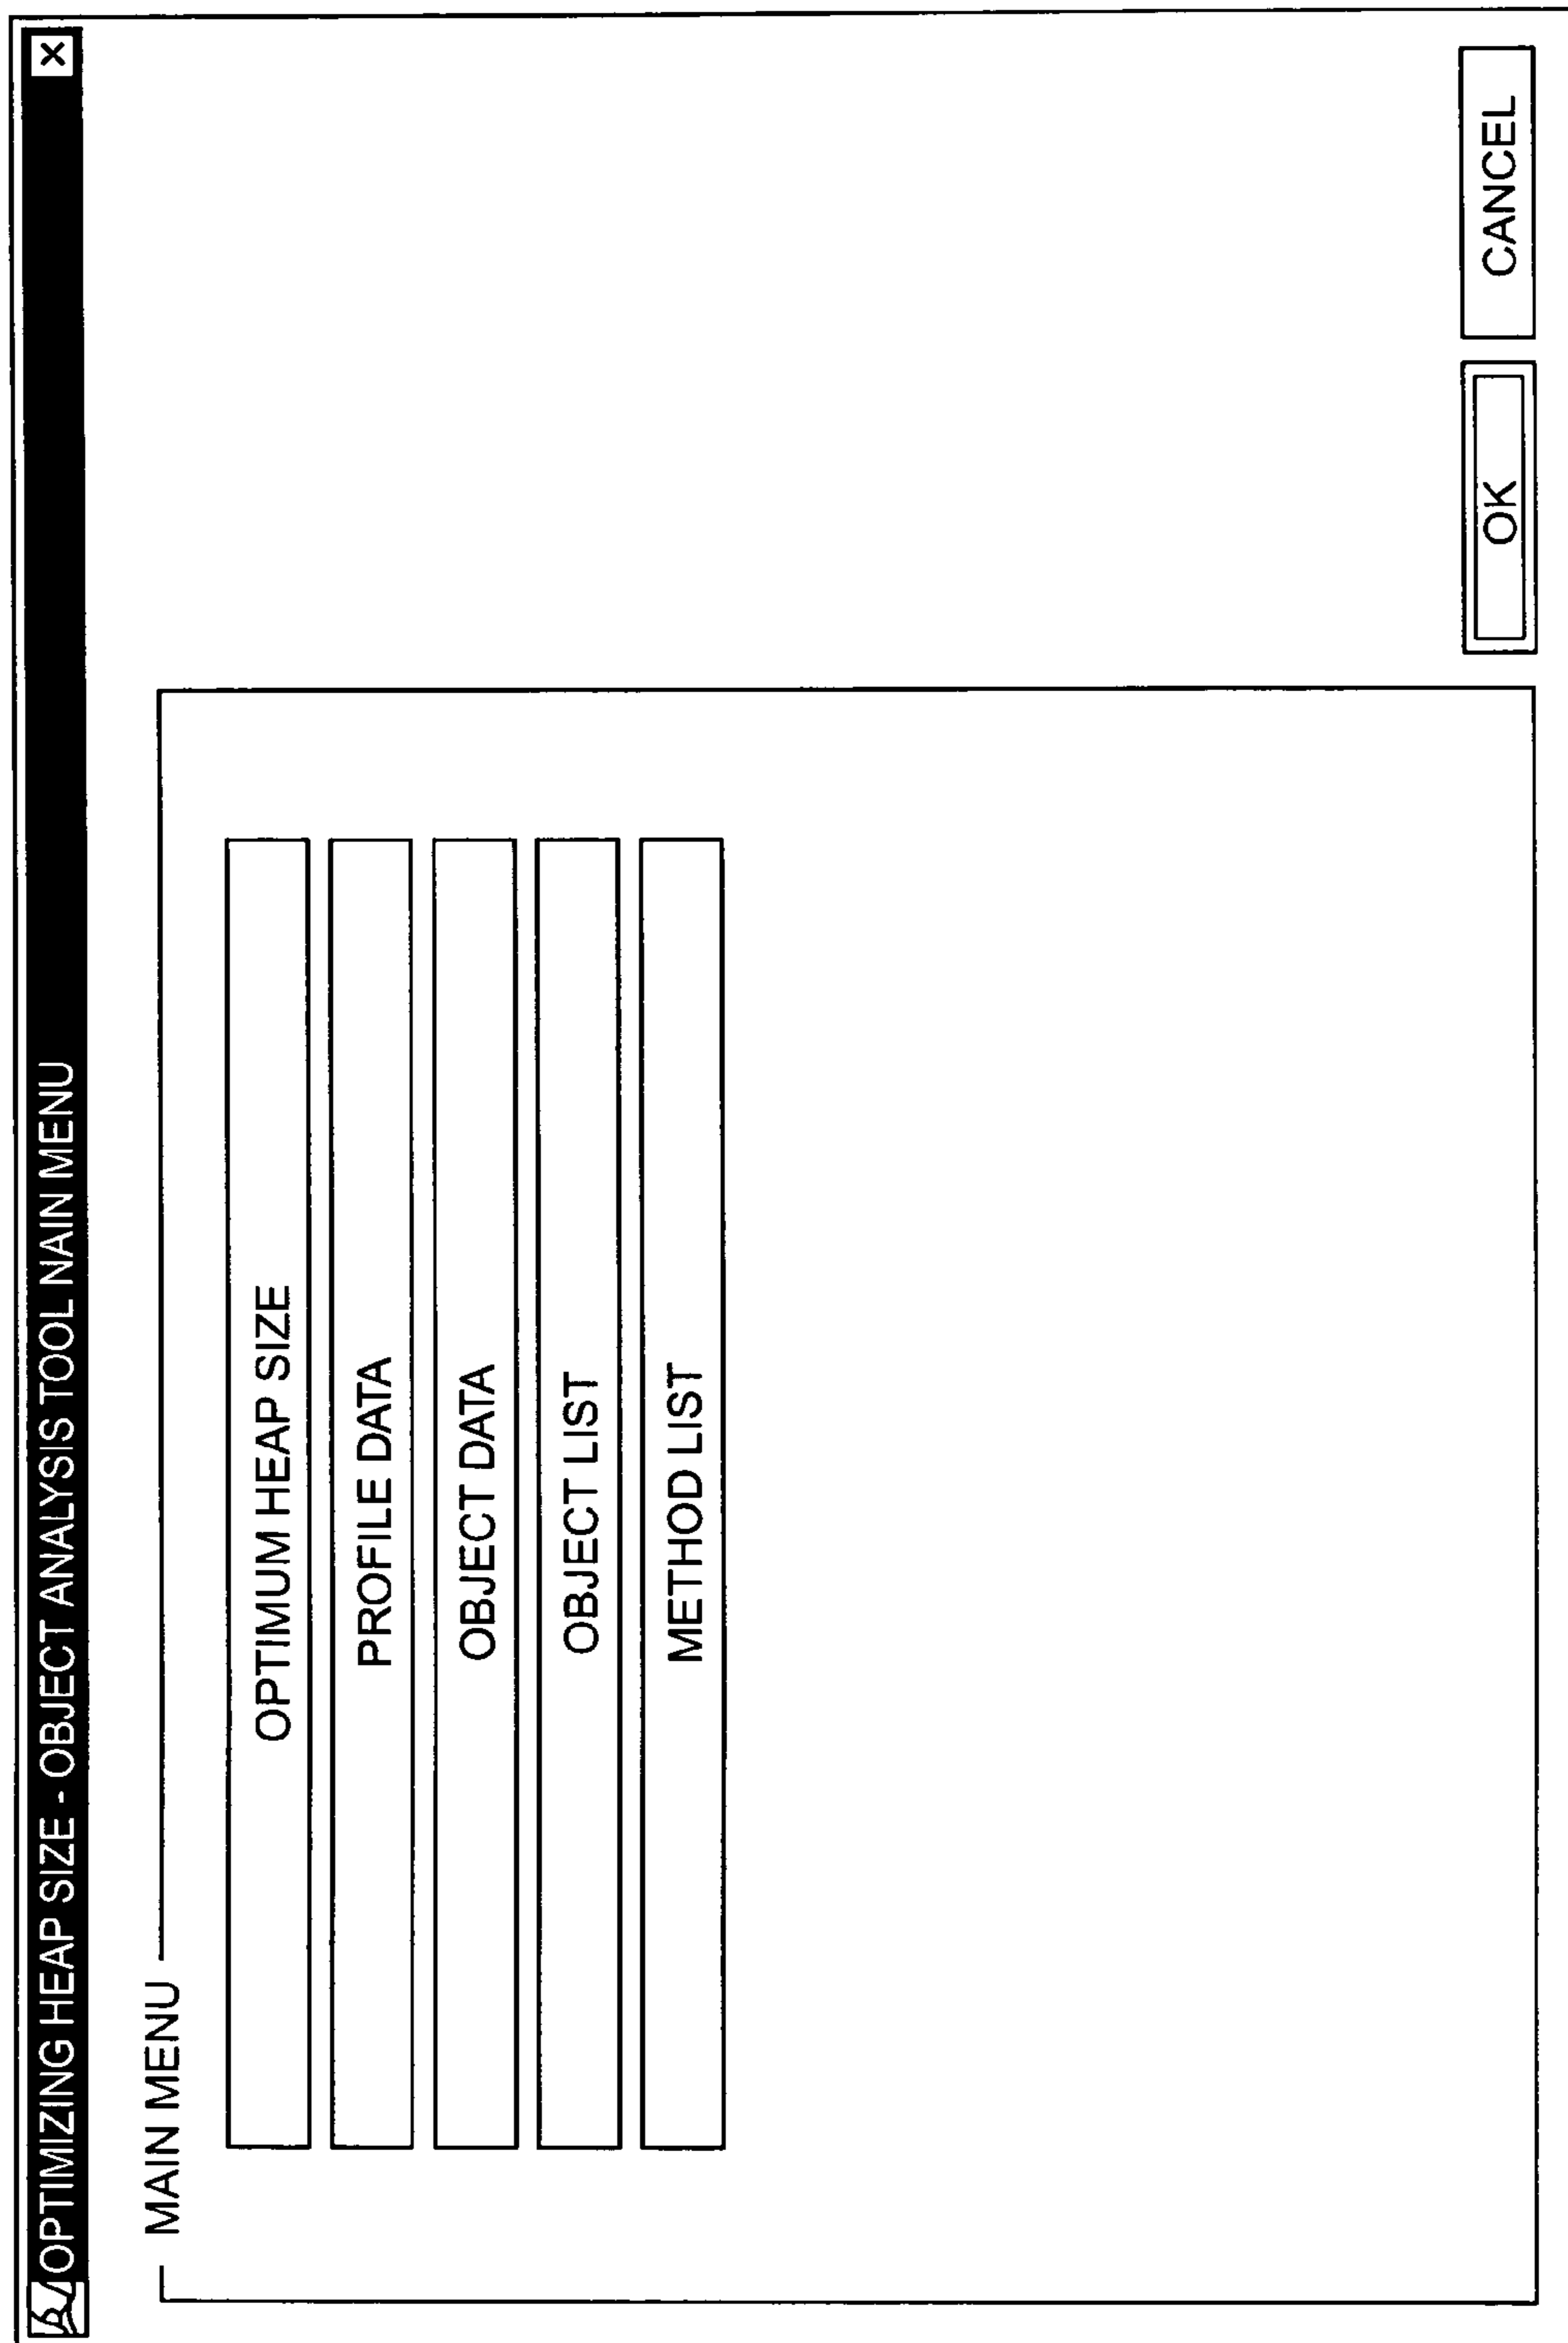 OPTIMIZING HEAP SIZE - OBJECT ANALYSIS TOOL NAIN MENU
X
MAIN MENU
OPTIMUM HEAP SIZE
PROFILE DATA
OBJECT DATA
OBJECT LIST
METHOD LIST
OK
CANCEL